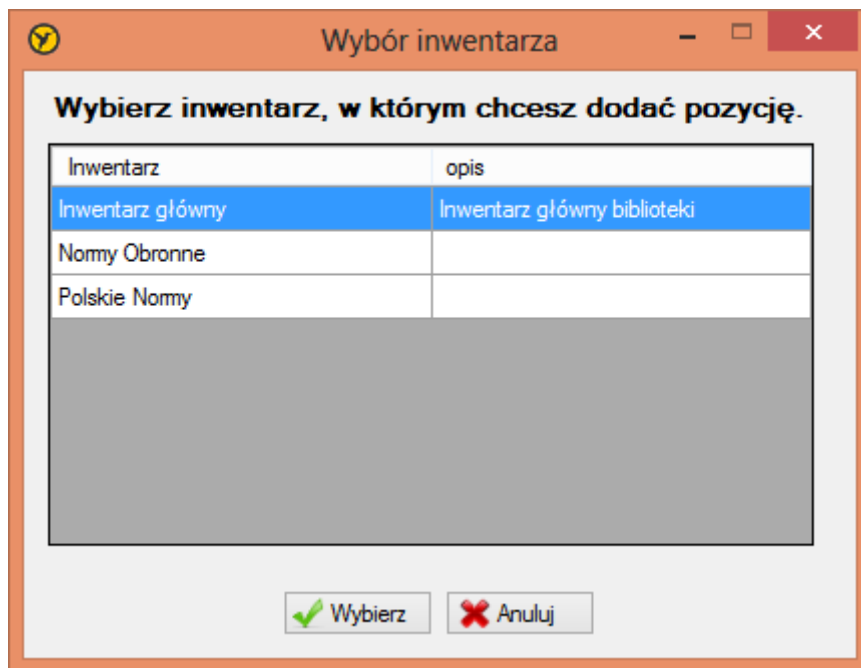 Wybór inwentarza
Wybierz inwentarz, w którym chcesz dodać pozycję.
Inwentarz opis
Inwentarz główny Inwentarz główny biblioteki
Normy Obronne
Polskie Normy
Wybierz Anuluj